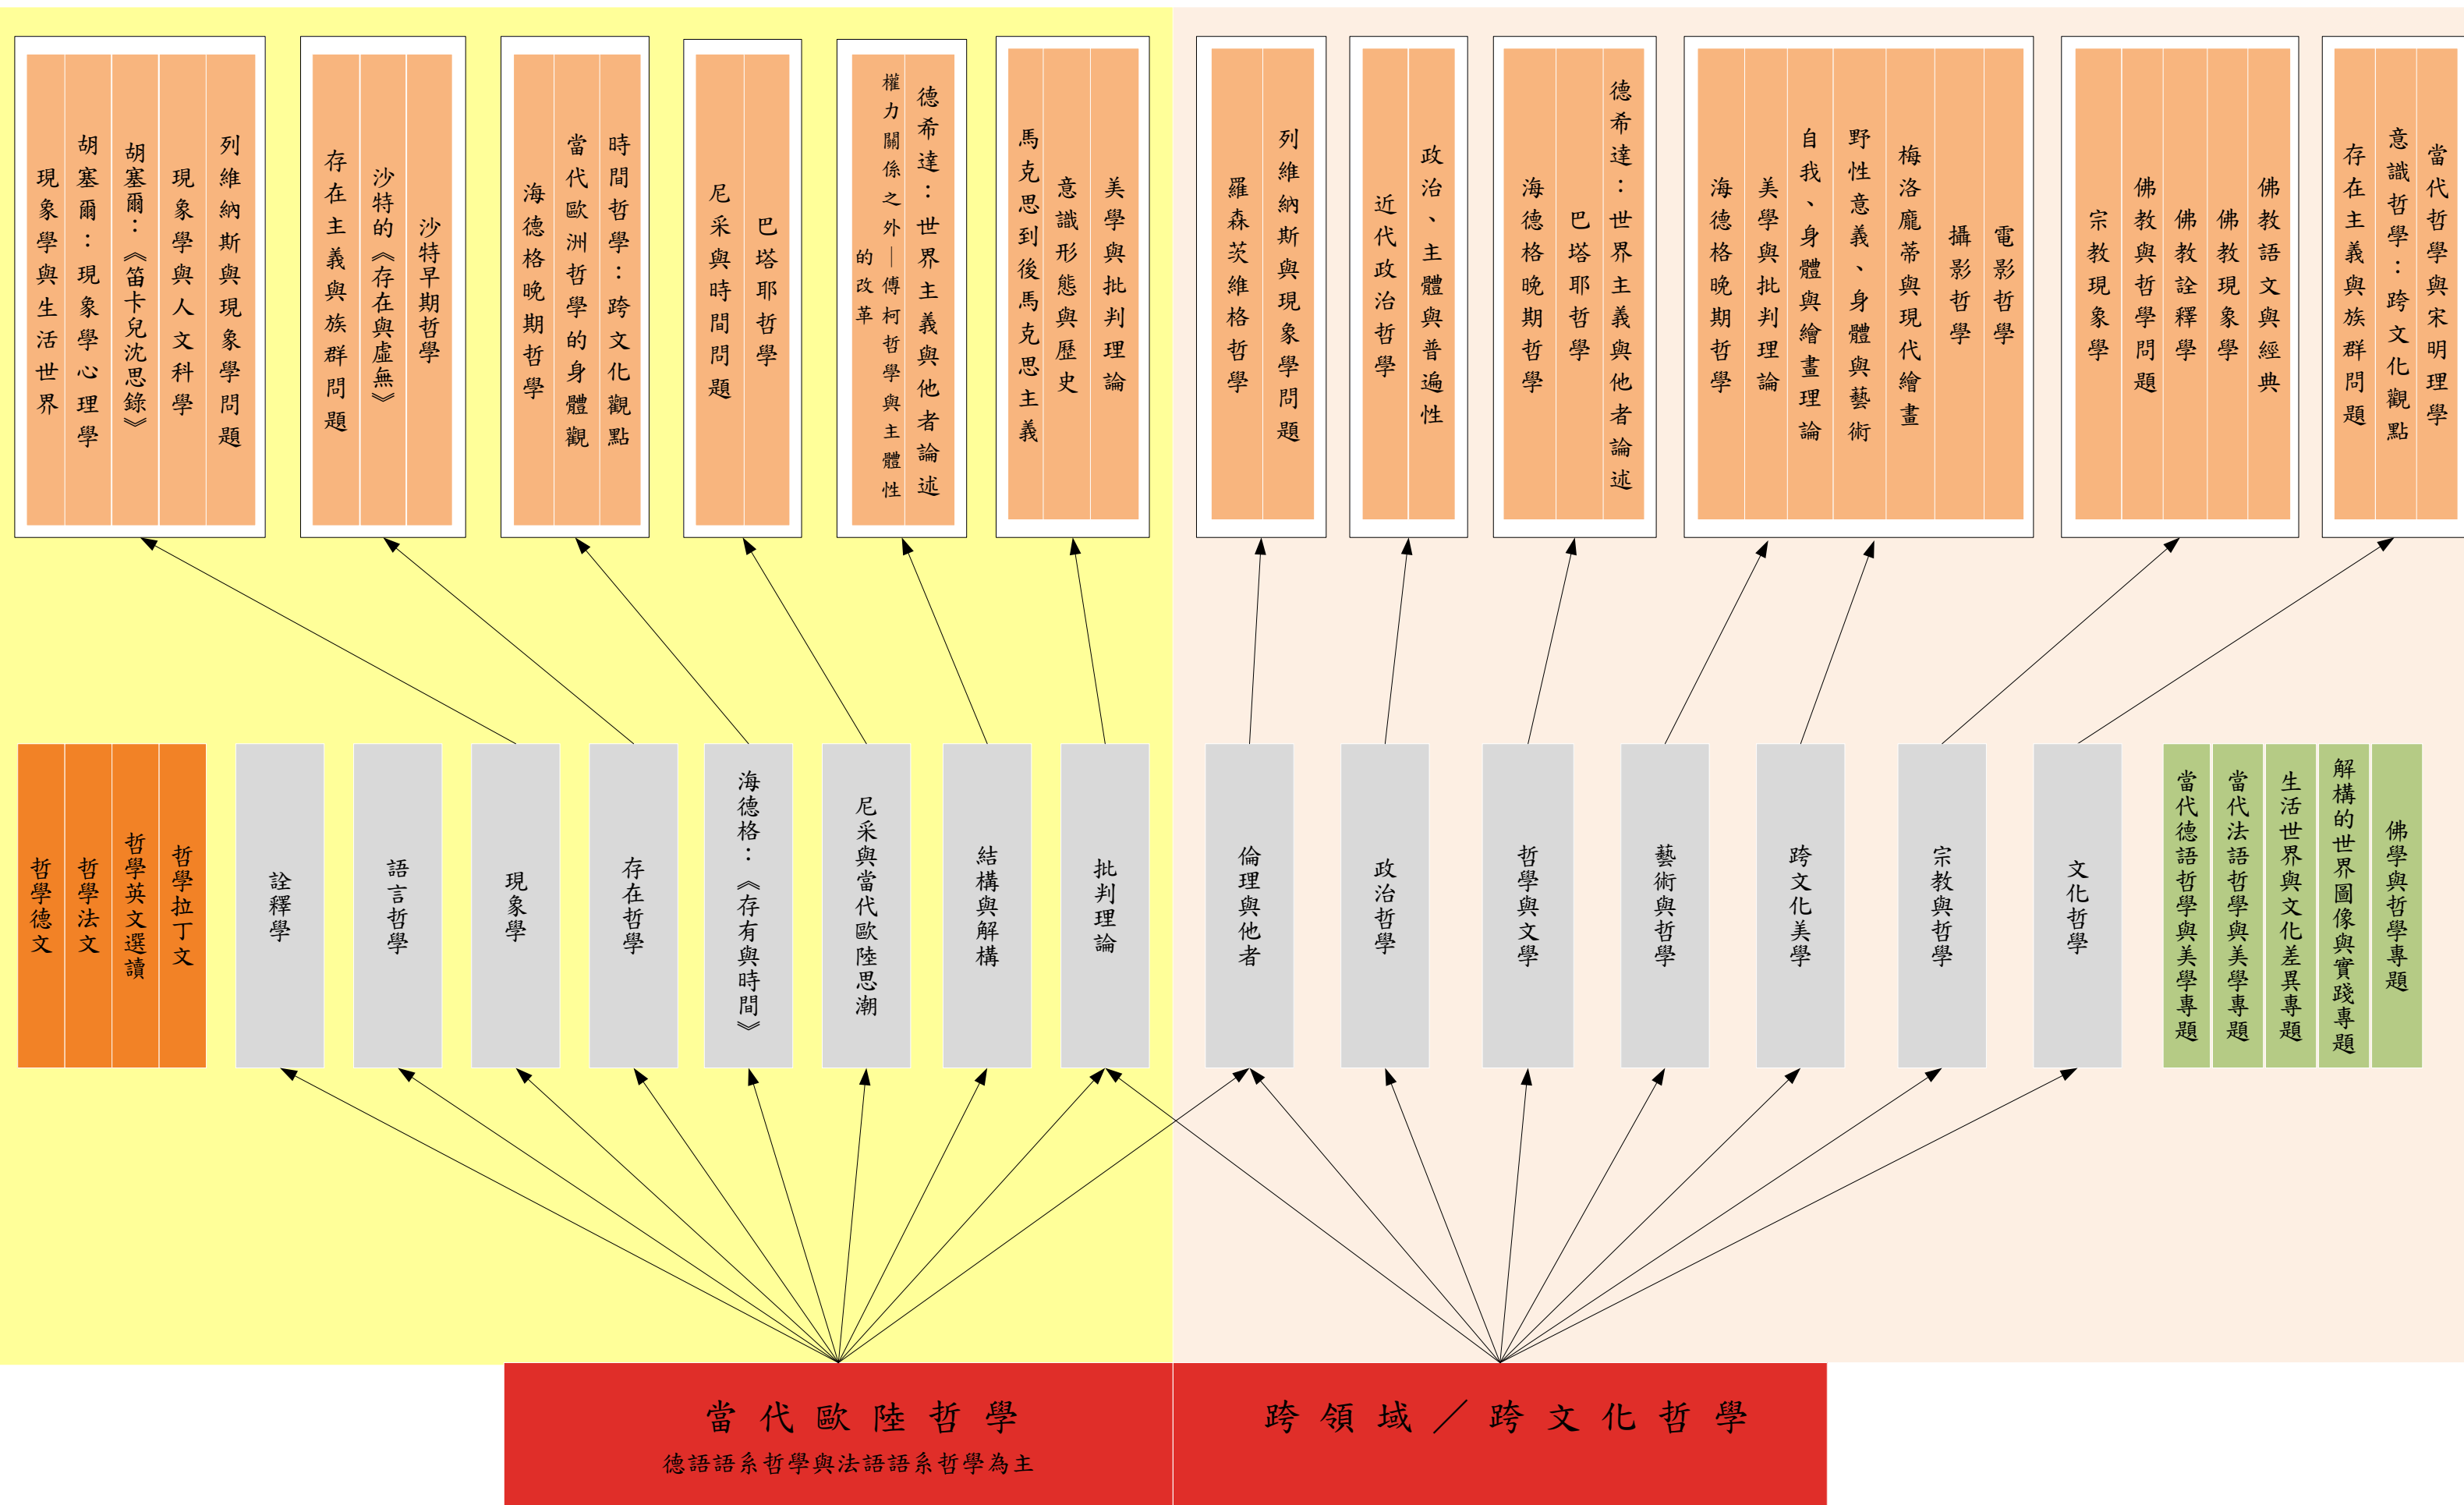 現象學與生活世界
胡塞爾：現象學心理學
胡塞爾：《笛卡兒沈思錄》
現象學與人文科學
列維納斯與現象學問題
存在主義與族群問題
沙特的《存在與虛無》
沙特早期哲學
海德格晚期哲學
當代歐洲哲學的身體觀
時間哲學：跨文化觀點
尼采與時間問題
巴塔耶哲學
權力關係之外—傅柯哲學與主體性
的改革
德希達：世界主義與他者論述
馬克思到後馬克思主義
意識形態與歷史
美學與批判理論
羅森茨維格哲學
列維納斯與現象學問題
近代政治哲學
政治、主體與普遍性
海德格晚期哲學
巴塔耶哲學
德希達：世界主義與他者論述
海德格晚期哲學
美學與批判理論
自我、身體與繪畫理論
野性意義、身體與藝術
梅洛龐蒂與現代繪畫
攝影哲學
電影哲學
宗教現象學
佛教與哲學問題
佛教詮釋學
佛教現象學
佛教語文與經典
存在主義與族群問題
意識哲學：跨文化觀點
當代哲學與宋明理學
哲學德文
哲學法文
哲學英文選讀
哲學拉丁文
詮釋學
語言哲學
現象學
存在哲學
海德格：《存有與時間》
尼采與當代歐陸思潮
結構與解構
批判理論
倫理與他者
政治哲學
哲學與文學
藝術與哲學
跨文化美學
宗教與哲學
文化哲學
當代德語哲學與美學專題
當代法語哲學與美學專題
生活世界與文化差異專題
解構的世界圖像與實踐專題
佛學與哲學專題
當代歐陸哲學
德語語系哲學與法語語系哲學為主
跨領域／跨文化哲學